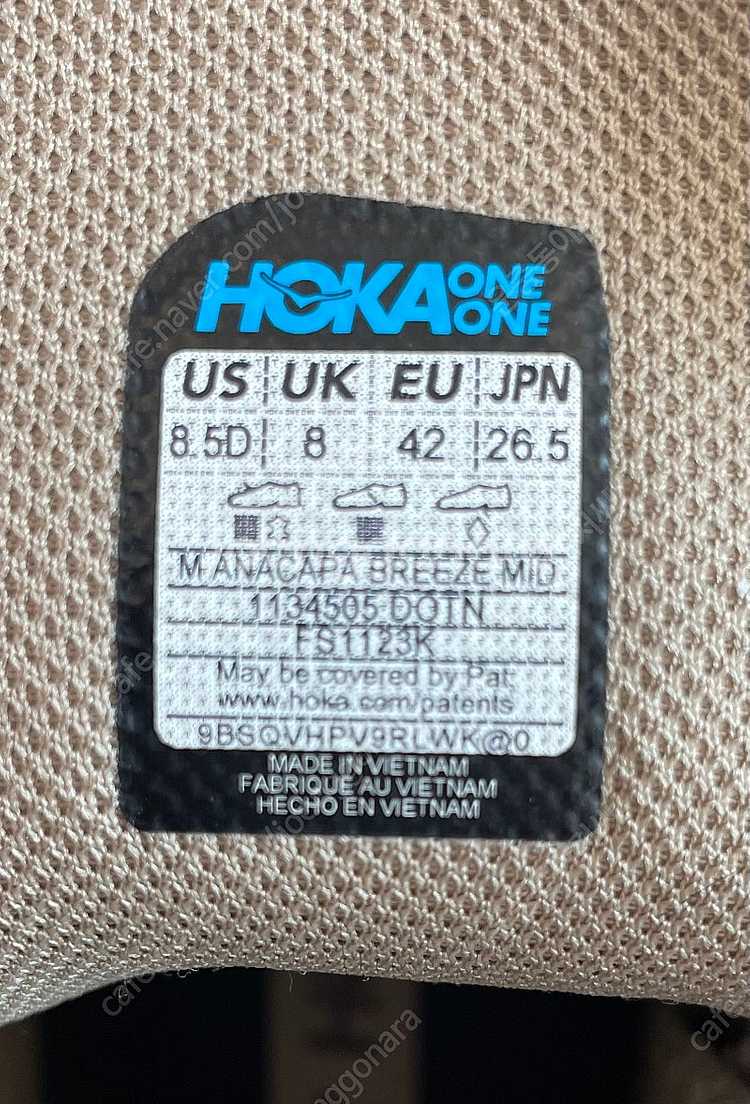 HOKA ONE ONE
US UK EU JPN
8.5D 8 42 26.5
M ANACAPA BREEZE MID
1134505 DOTN
FS1123K
May be covered by Pat:
www.hoka.com/patents
9BSQVHPV9RLWK@0
MADE IN VIETNAM
FABRIQUÉ AU VIETNAM
HECHO EN VIETNAM